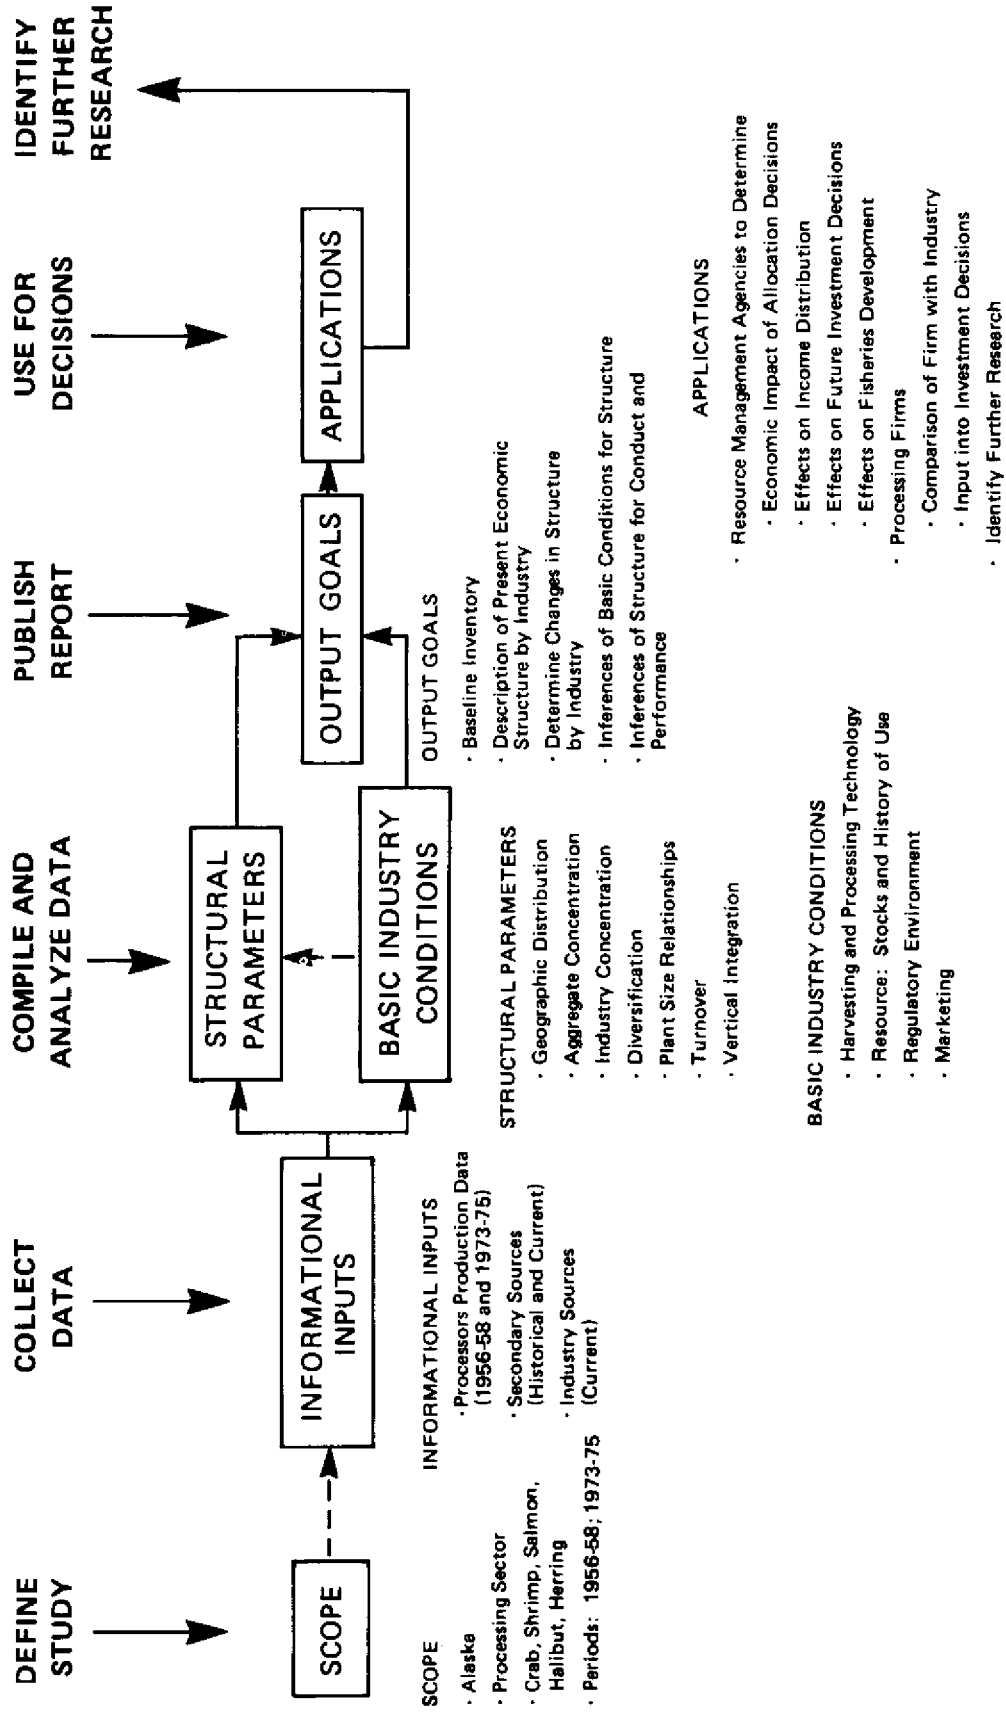 DEFINE
STUDY
COLLECT
DATA
COMPILE AND
ANALYZE DATA
PUBLISH
REPORT
USE FOR
DECISIONS
IDENTIFY
FURTHER
RESEARCH
SCOPE
INFORMATIONAL
INPUTS
STRUCTURAL
PARAMETERS
BASIC INDUSTRY
CONDITIONS
OUTPUT GOALS
APPLICATIONS
SCOPE
· Alaska
· Processing Sector
· Crab, Shrimp, Salmon,
Halibut, Herring
· Periods: 1956-58; 1973-75
INFORMATIONAL INPUTS
· Processors Production Data
(1956-58 and 1973-75)
· Secondary Sources
(Historical and Current)
· Industry Sources
(Current)
STRUCTURAL PARAMETERS
· Geographic Distribution
· Aggregate Concentration
· Industry Concentration
· Diversification
· Plant Size Relationships
· Turnover
· Vertical Integration
BASIC INDUSTRY CONDITIONS
· Harvesting and Processing Technology
· Resource: Stocks and History of Use
· Regulatory Environment
· Marketing
OUTPUT GOALS
· Baseline Inventory
· Description of Present Economic
Structure by Industry
· Determine Changes in Structure
by Industry
· Inferences of Basic Conditions for Structure
· Inferences of Structure for Conduct and
Performance
APPLICATIONS
· Resource Management Agencies to Determine
· Economic Impact of Allocation Decisions
· Effects on Income Distribution
· Effects on Future Investment Decisions
· Effects on Fisheries Development
· Processing Firms
· Comparison of Firm with Industry
· Input into Investment Decisions
· Identify Further Research